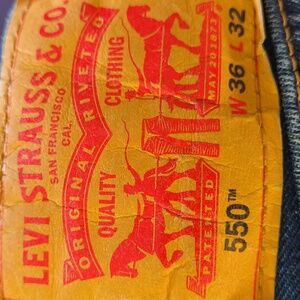 LEVI STRAUSS & CO.
SAN FRANCISCO
CAL.
ORIGINAL RIVETED
QUALITY CLOTHING
PATENTED
MAY 20 1873
550™
W 36 L 32